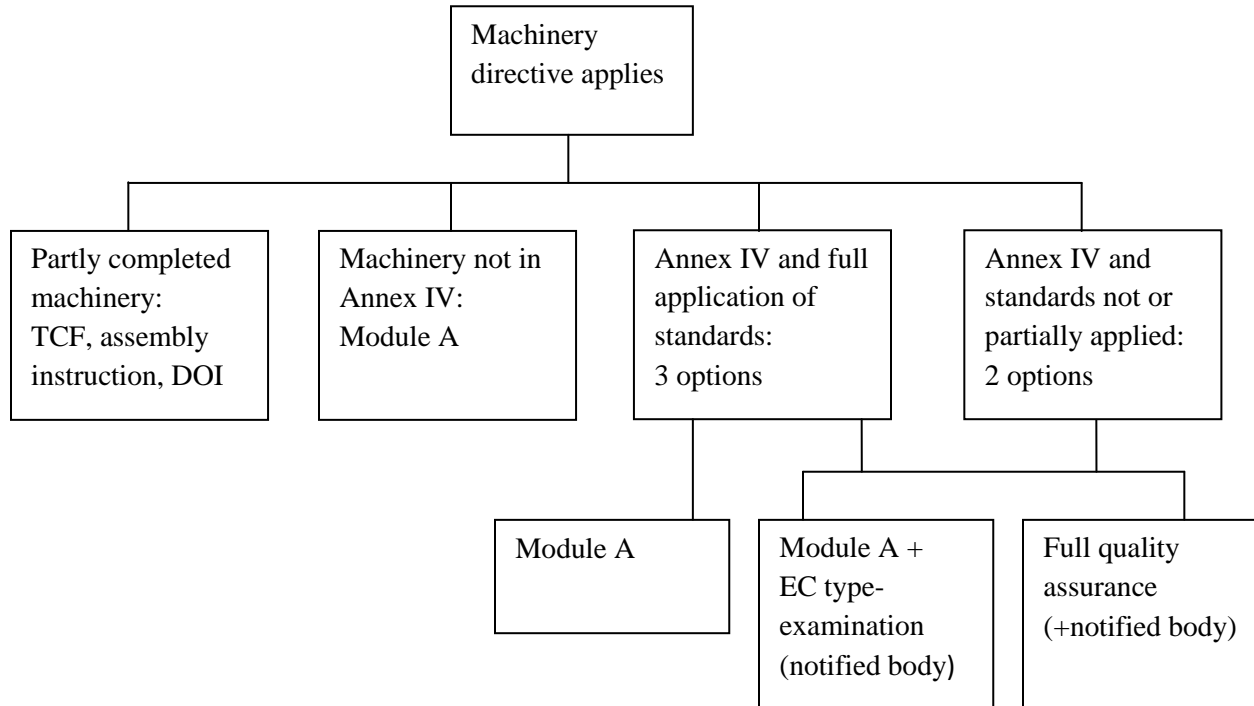 Machinery
directive applies
Partly completed
machinery:
TCF, assembly
instruction, DOI
Machinery not in
Annex IV:
Module A
Annex IV and full
application of
standards:
3 options
Annex IV and
standards not or
partially applied:
2 options
Module A
Module A +
EC type-
examination
(notified body)
Full quality
assurance
(+notified body)